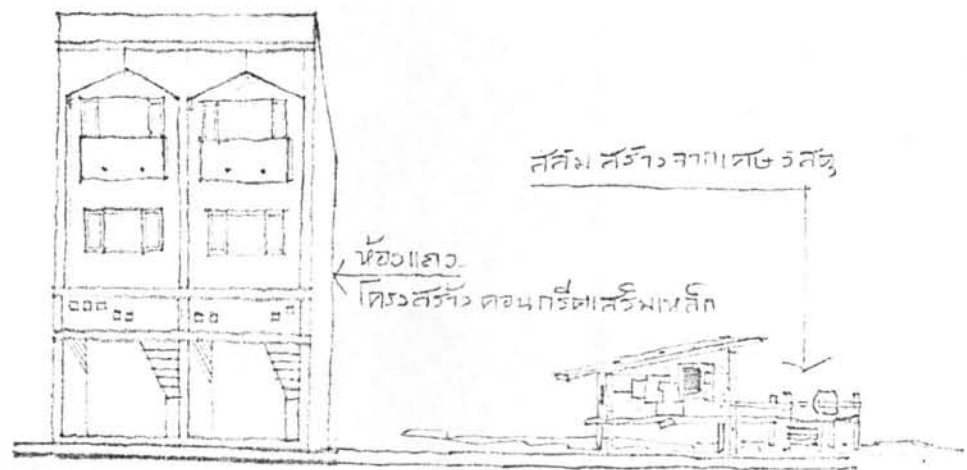 สลัม สร้างจากเศษวัสดุ
ห้องแถว
โครงสร้าง คอนกรีตเสริมเหล็ก